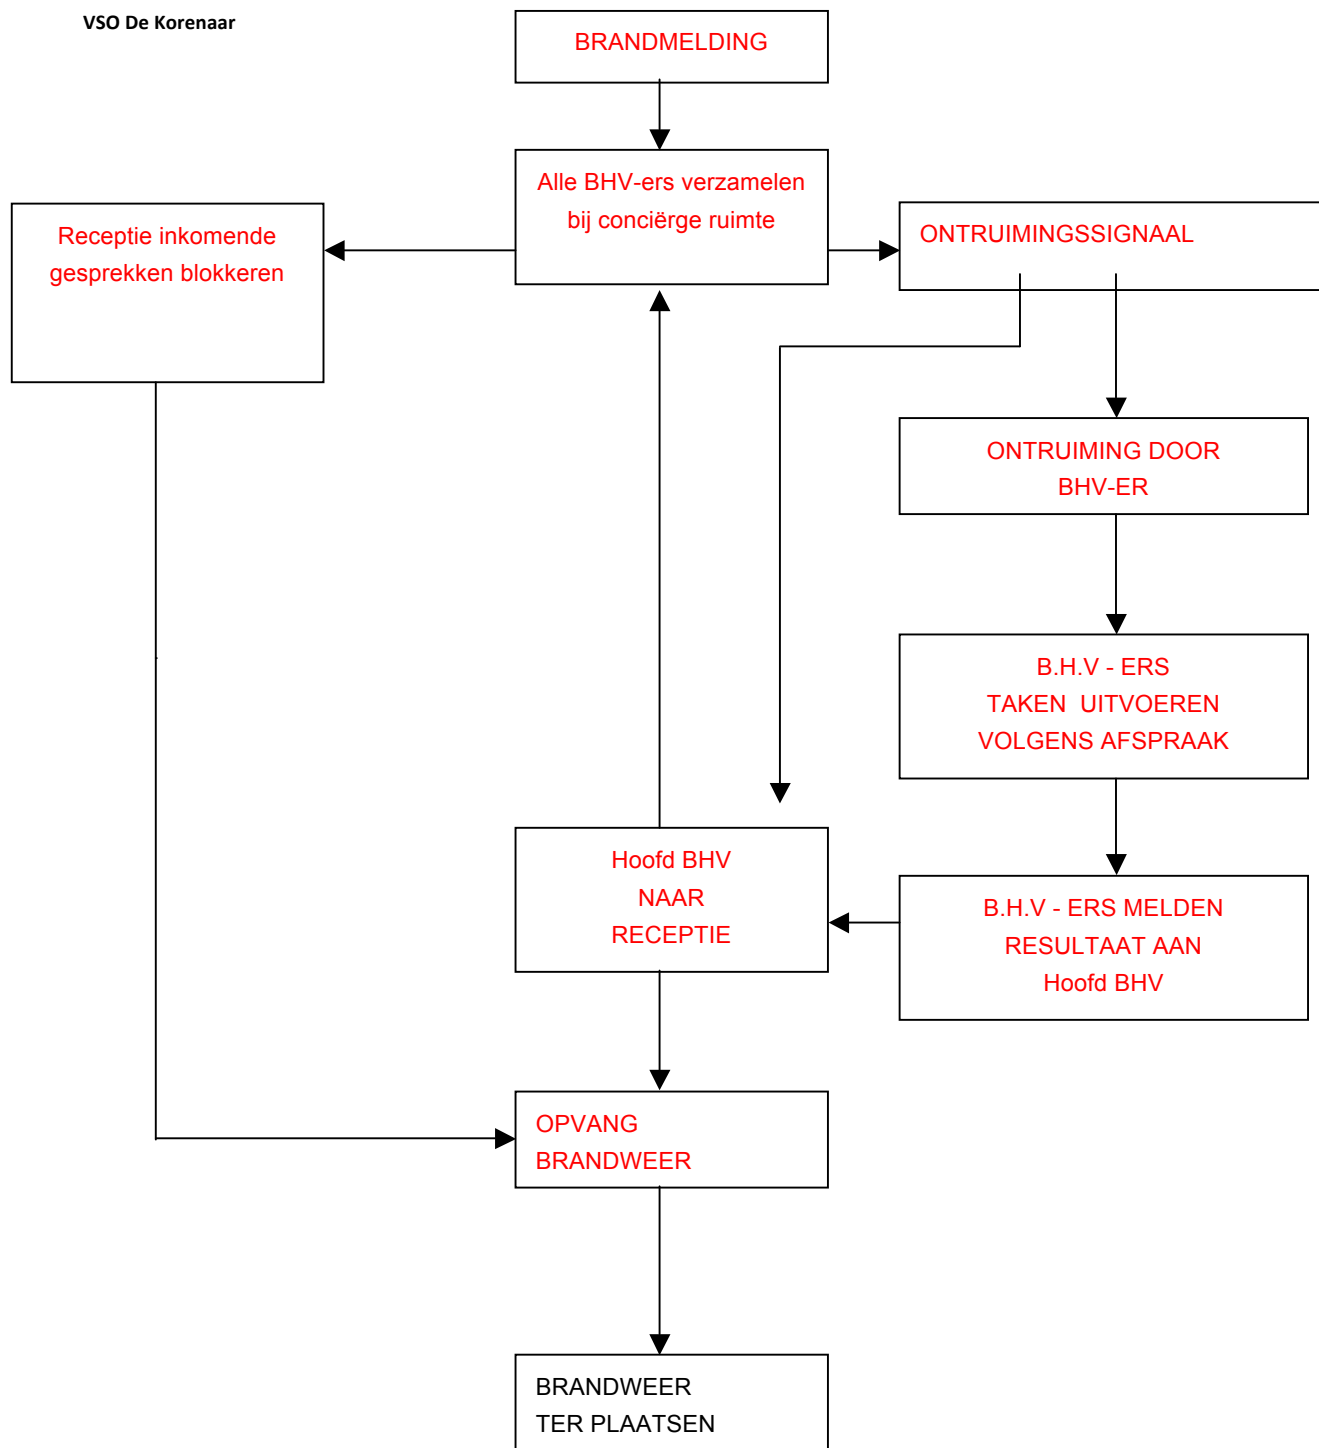 VSO De Korenaar
BRANDMELDING
Alle BHV-ers verzamelen
bij conciërge ruimte
Receptie inkomende
gesprekken blokkeren
ONTRUIMINGSSIGNAAL
ONTRUIMING DOOR
BHV-ER
B.H.V - ERS
TAKEN UITVOEREN
VOLGENS AFSPRAAK
Hoofd BHV
NAAR
RECEPTIE
B.H.V - ERS MELDEN
RESULTAAT AAN
Hoofd BHV
OPVANG
BRANDWEER
BRANDWEER
TER PLAATSEN